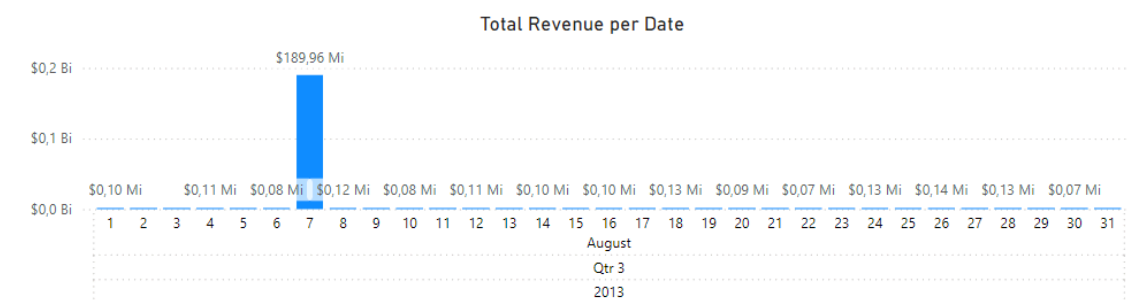 Total Revenue per Date
$189,96 Mi
$0,2 Bi
$0,1 Bi
$0,10 Mi $0,11 Mi $0,08 Mi $0,12 Mi $0,08 Mi $0,11 Mi $0,10 Mi $0,10 Mi $0,13 Mi $0,09 Mi $0,07 Mi $0,13 Mi $0,14 Mi $0,13 Mi $0,07 Mi
$0,0 Bi
1 2 3 4 5 6 7 8 9 10 11 12 13 14 15 16 17 18 19 20 21 22 23 24 25 26 27 28 29 30 31
August
Qtr 3
2013